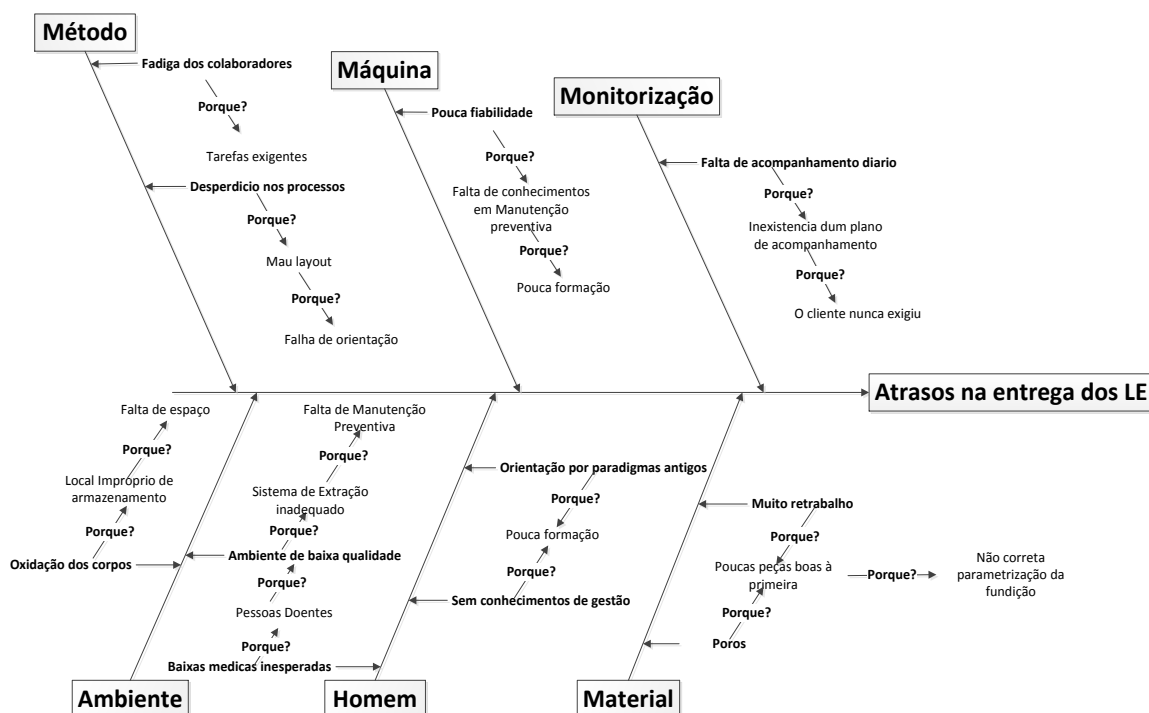 Método
Fadiga dos colaboradores
Porque?
Tarefas exigentes
Desperdicio nos processos
Porque?
Mau layout
Porque?
Falha de orientação
Máquina
Pouca fiabilidade
Porque?
Falta de conhecimentos
em Manutenção
preventiva
Porque?
Pouca formação
Monitorização
Falta de acompanhamento diario
Porque?
Inexistencia dum plano
de acompanhamento
Porque?
O cliente nunca exigiu
Atrasos na entrega dos LE
Falta de espaço
Porque?
Local Improprio de
armazenamento
Porque?
Oxidação dos corpos
Falta de Manutenção
Preventiva
Porque?
Sistema de Extração
inadequado
Porque?
Ambiente de baixa qualidade
Porque?
Pessoas Doentes
Porque?
Baixas medicas inesperadas
Ambiente
Orientação por paradigmas antigos
Porque?
Pouca formação
Porque?
Sem conhecimentos de gestão
Homem
Muito retrabalho
Porque?
Poucas peças boas à
primeira
Porque?
Poros
Porque?
Não correta
parametrização da
fundição
Material